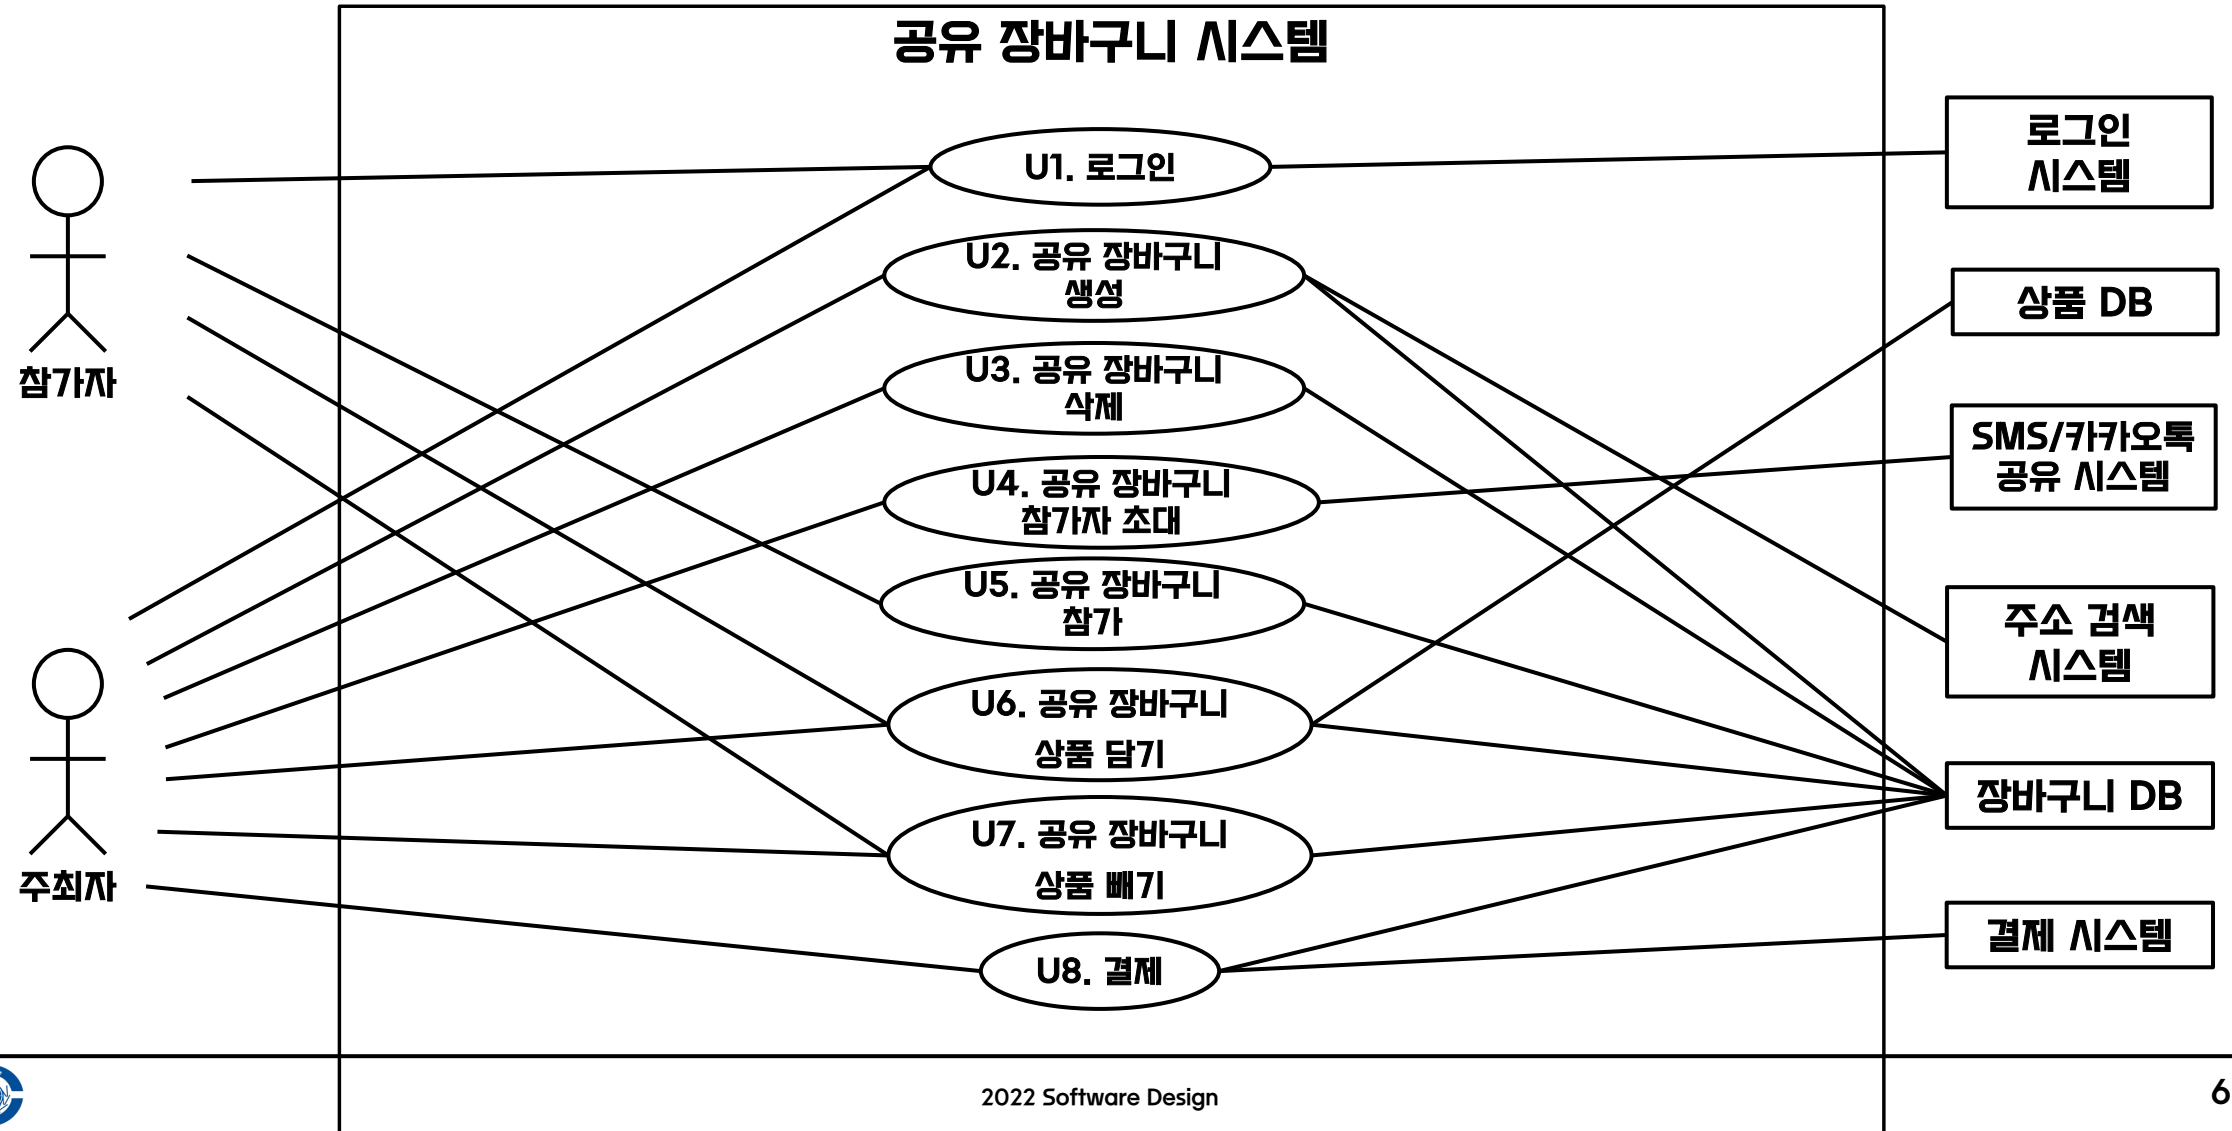 공유 장바구니 시스템
참가자
주최자
U1. 로그인
U2. 공유 장바구니
생성
U3. 공유 장바구니
삭제
U4. 공유 장바구니
참가자 초대
U5. 공유 장바구니
참가
U6. 공유 장바구니
상품 담기
U7. 공유 장바구니
상품 빼기
U8. 결제
로그인
시스템
상품 DB
SMS/카카오톡
공유 시스템
주소 검색
시스템
장바구니 DB
결제 시스템
2022 Software Design
6